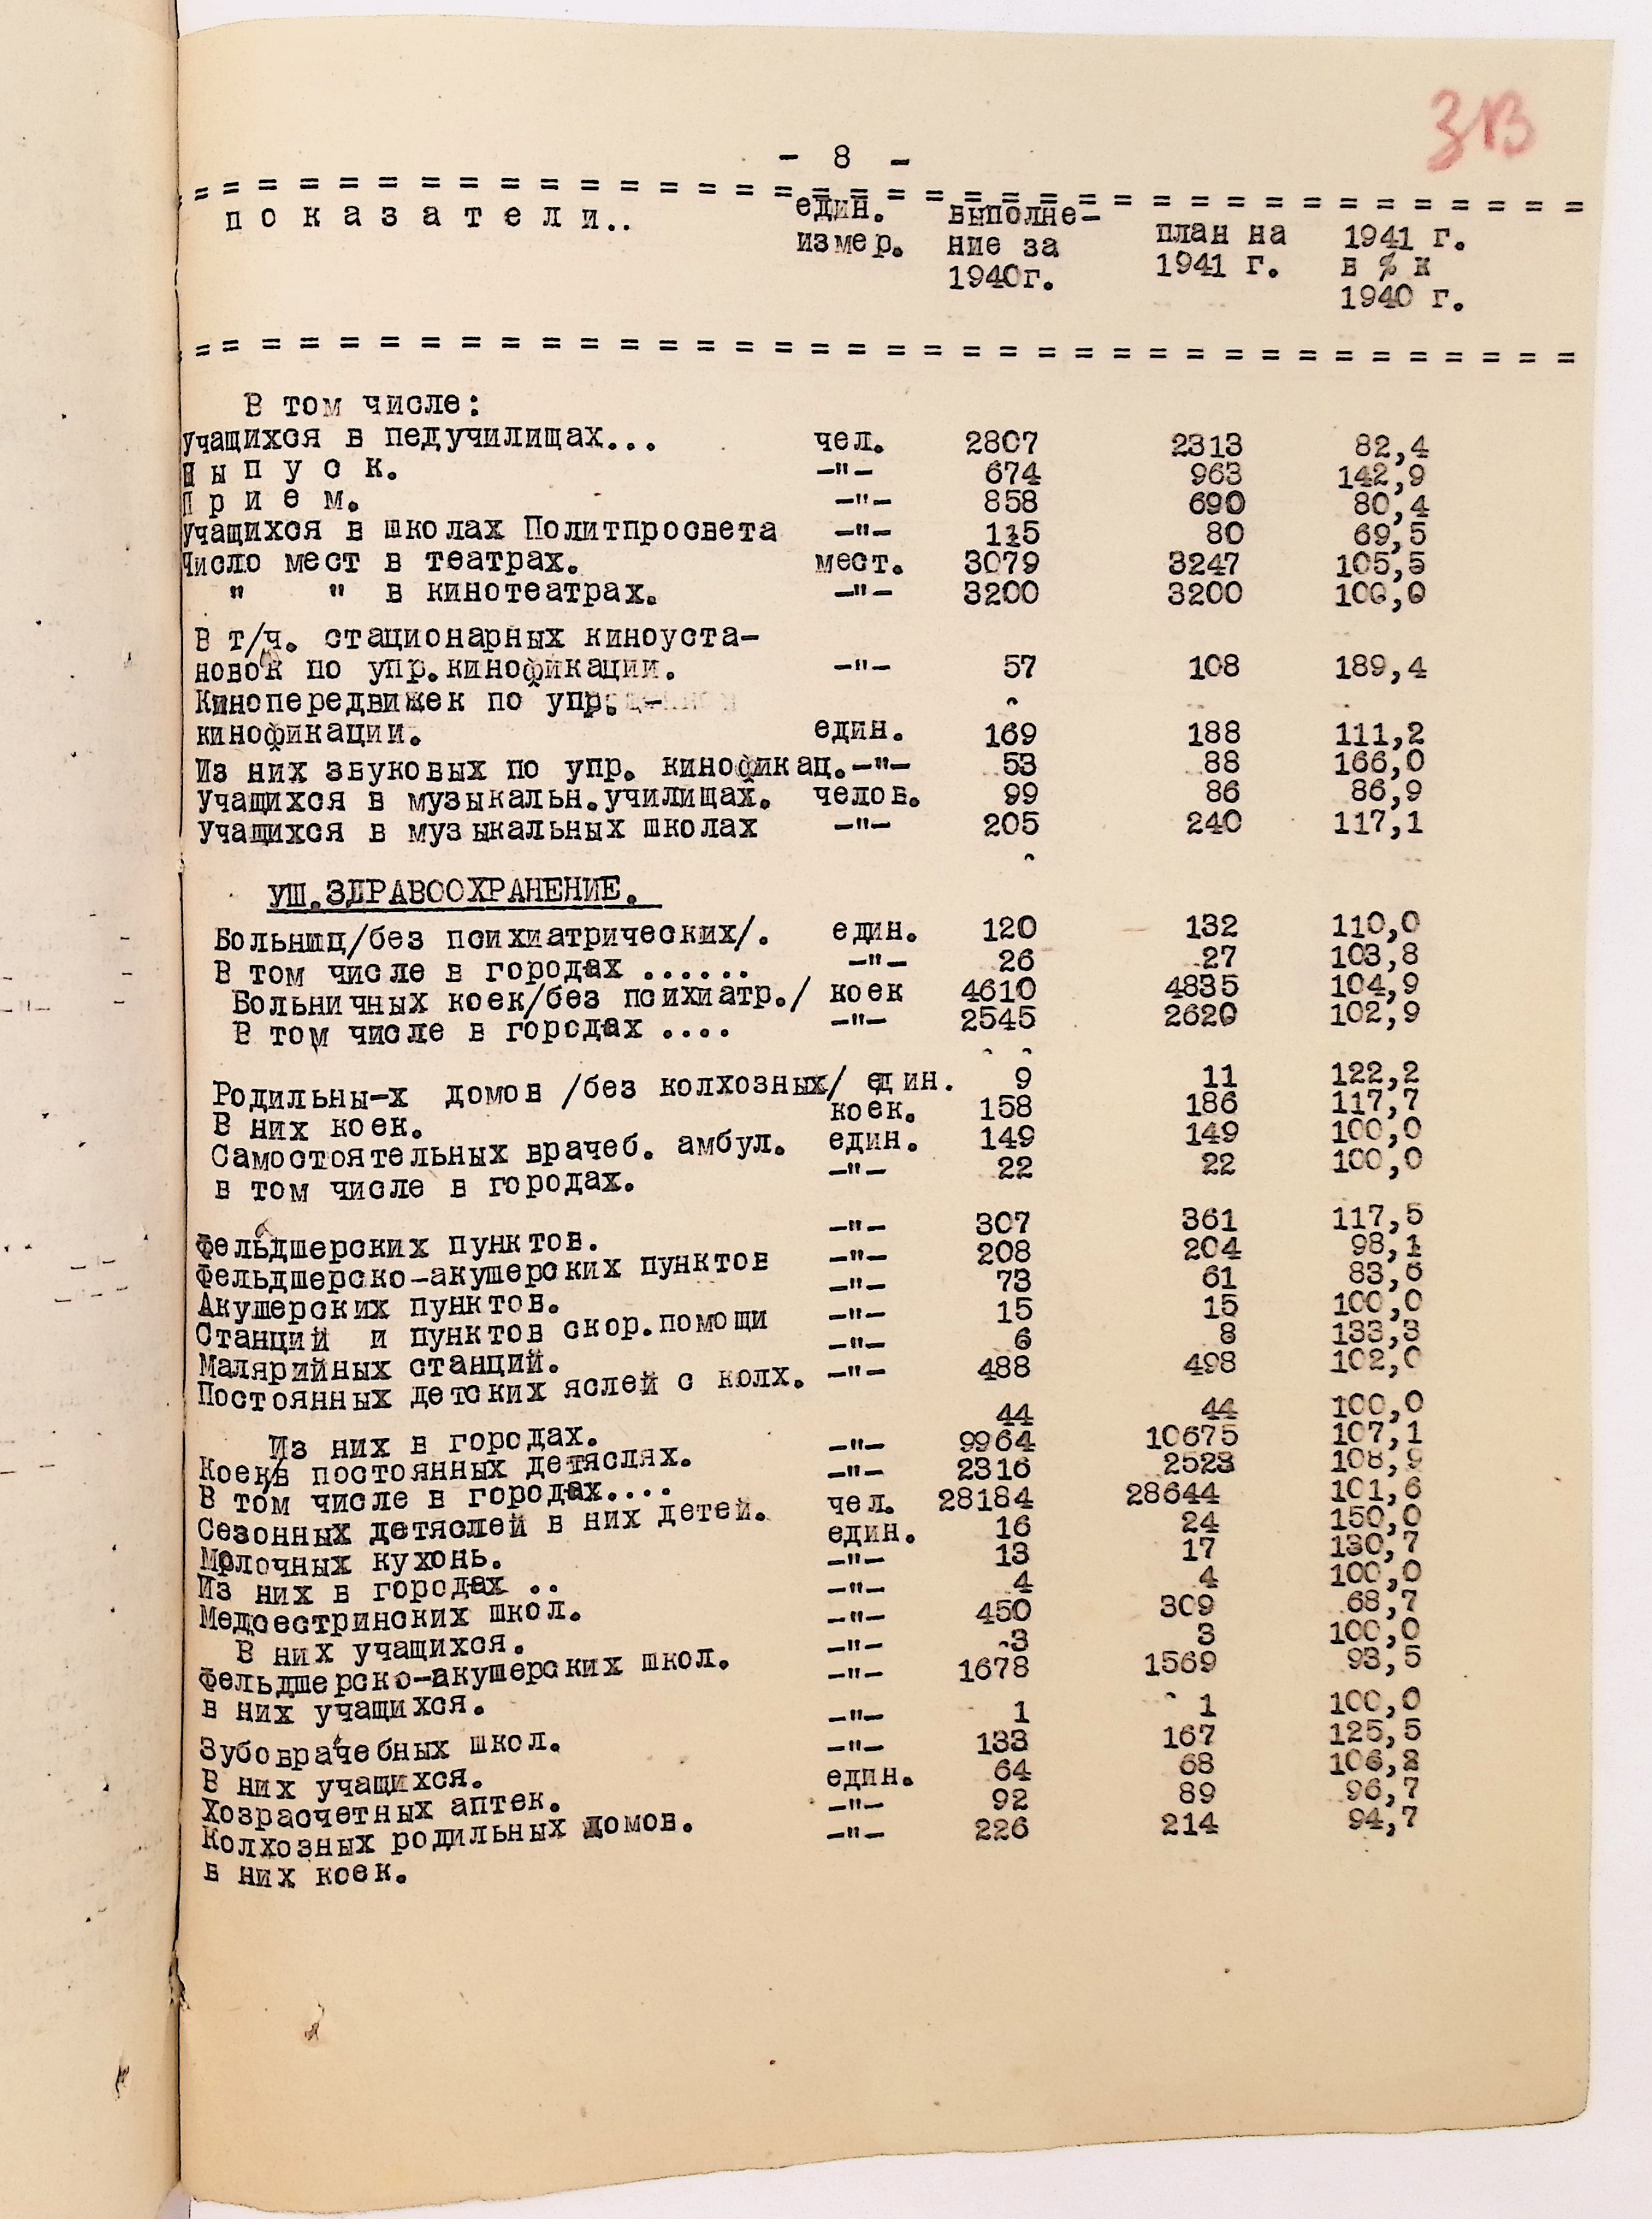 313
- 8 -
показатели.. един. измер. выполне- ние за 1940г. план на 1941 г. 1941 г. в % к 1940 г.
В том числе:
учащихся в педучилищах... чел. 2807 2313 82,4
Выпуск. -"- 674 963 142,9
Прием. -"- 858 690 80,4
учащихся в школах Политпросвета -"- 115 80 69,5
Число мест в театрах. мест. 3079 3247 105,5
" " в кинотеатрах. -"- 3200 3200 100,0
В т/ч. стационарных киноуста-
новок по упр.кинофикации. -"- 57 108 189,4
Кинопередвижек по упр.
кинофикации. един. 169 188 111,2
Из них звуковых по упр. кинофикац.-"- 53 88 166,0
учащихся в музыкальн.училищах. челов. 99 86 86,9
Учащихся в музыкальных школах -"- 205 240 117,1
УШ.ЗДРАВООХРАНЕНИЕ.
Больниц/без психиатрических/. един. 120 132 110,0
В том числе в городах ...... -"- 26 27 103,8
Больничных коек/без психиатр./ коек 4610 4835 104,9
В том числе в городах .... -"- 2545 2620 102,9
Родильны-х домов /без колхозных/ един. 9 11 122,2
В них коек. коек. 158 186 117,7
Самостоятельных врачеб. амбул. един. 149 149 100,0
в том числе в городах. -"- 22 22 100,0
Фельдшерских пунктов. -"- 307 361 117,5
Фельдшерско-акушерских пунктов -"- 208 204 98,1
Акушерских пунктов. -"- 73 61 83,6
Станций и пунктов скор.помощи -"- 15 15 100,0
Малярийных станций. -"- 6 8 133,3
Постоянных детских яслей с колх. -"- 488 498 102,0
Из них в городах. 44 44 100,0
Коек/в постоянных детяслях. -"- 9964 10675 107,1
В том числе в городах.... -"- 2316 2523 108,9
Сезонных детяслей в них детей. чел. 28184 28644 101,6
Молочных кухонь. един. 16 24 150,0
Из них в городах .. -"- 13 17 130,7
Медсестринских школ. -"- 4 4 100,0
В них учащихся. -"- 450 309 68,7
Фельдшерско-акушерских школ. -"- 3 3 100,0
в них учащихся. -"- 1678 1569 93,5
Зубоврачебных школ. -"- 1 1 100,0
В них учащихся. -"- 133 167 125,5
Хозрасчетных аптек. един. 64 68 106,2
Колхозных родильных домов. -"- 92 89 96,7
в них коек. -"- 226 214 94,7